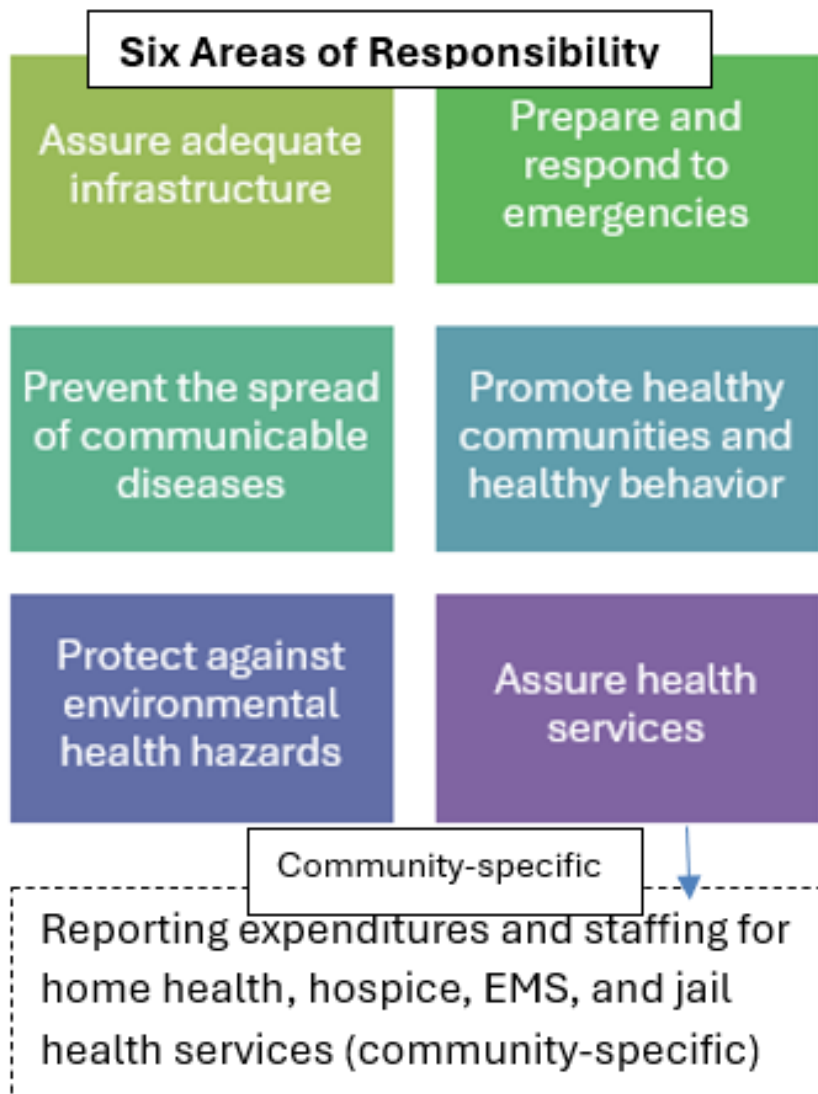 Six Areas of Responsibility
Assure adequate
infrastructure
Prepare and
respond to
emergencies
Prevent the spread
of communicable
diseases
Promote healthy
communities and
healthy behavior
Protect against
environmental
health hazards
Assure health
services
Community-specific
Reporting expenditures and staffing for
home health, hospice, EMS, and jail
health services (community-specific)